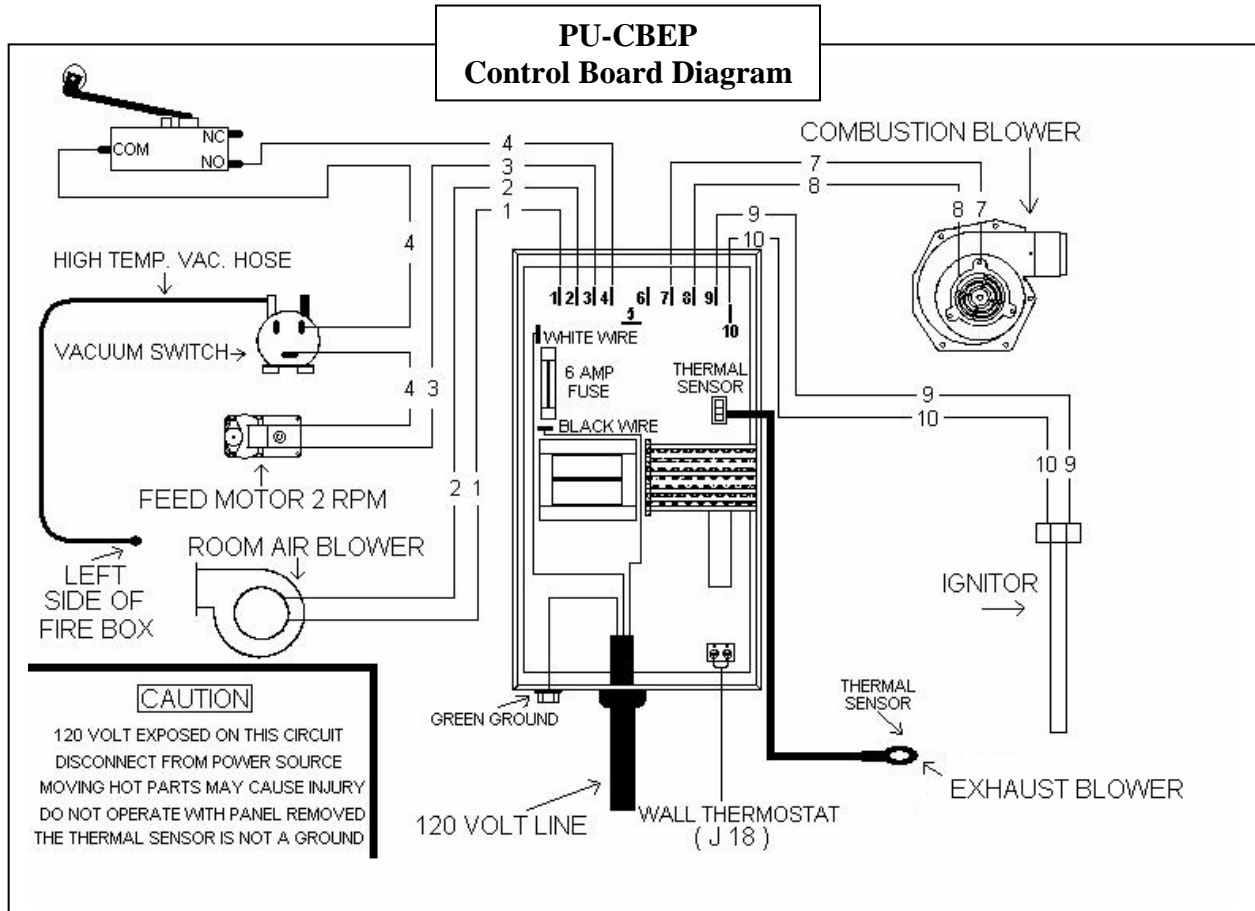 PU-CBEP
Control Board Diagram
NC
COM
NO
4
3
2
1
4
HIGH TEMP. VAC. HOSE
VACUUM SWITCH
4 3
FEED MOTOR 2 RPM
2 1
ROOM AIR BLOWER
LEFT
SIDE OF
FIRE BOX
CAUTION
120 VOLT EXPOSED ON THIS CIRCUIT
DISCONNECT FROM POWER SOURCE
MOVING HOT PARTS MAY CAUSE INJURY
DO NOT OPERATE WITH PANEL REMOVED
THE THERMAL SENSOR IS NOT A GROUND
1 2 3 4 6 7 8 9
5
10
WHITE WIRE
6 AMP
FUSE
BLACK WIRE
THERMAL
SENSOR
GREEN GROUND
120 VOLT LINE
WALL THERMOSTAT
( J 18 )
7
8
9
10
COMBUSTION BLOWER
8 7
9
10
10 9
IGNITOR
THERMAL
SENSOR
EXHAUST BLOWER